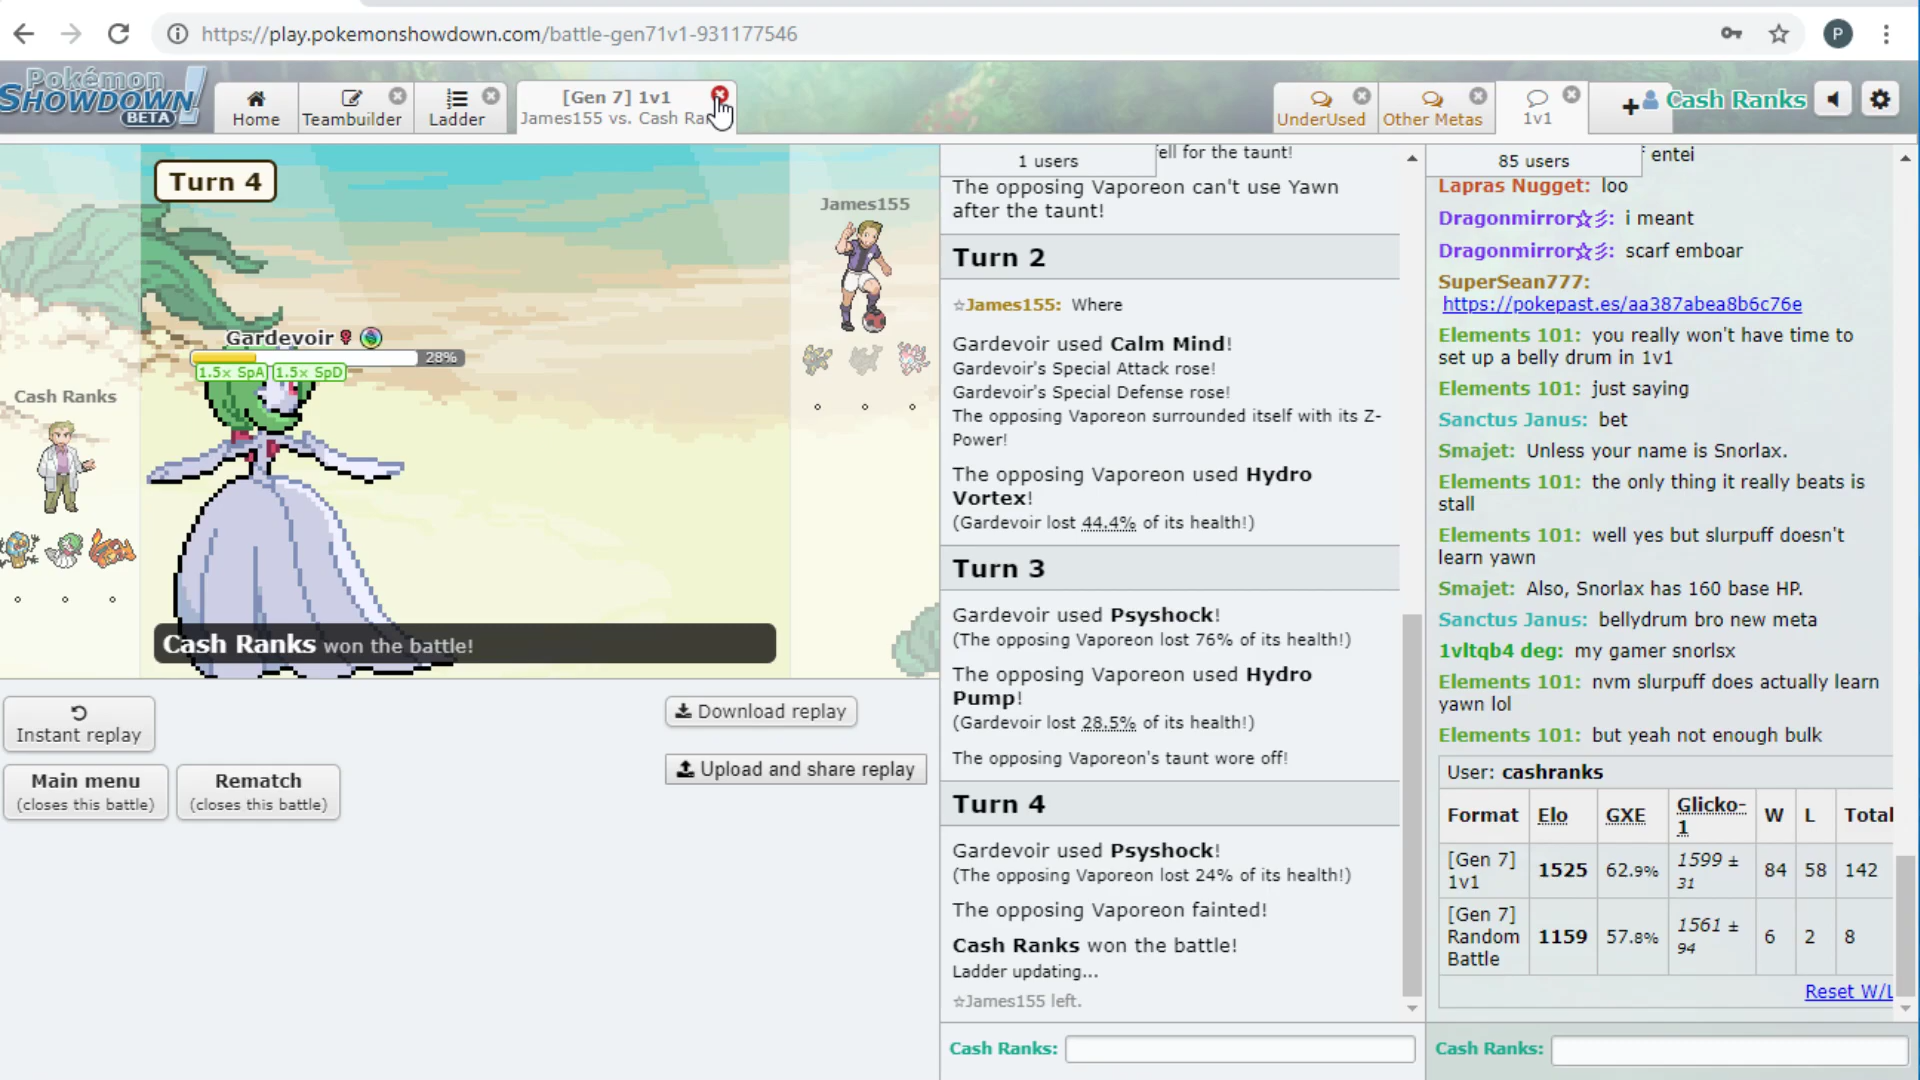 https://play.pokemonshowdown.com/battle-gen71v1-931177546
P
Pokémon
SHOWDOWN!
BETA
Home
Teambuilder
Ladder
[Gen 7] 1v1
James155 vs. Cash Ra
UnderUsed
Other Metas
1v1
Cash Ranks
Turn 4
James155
Gardevoir
28%
1.5× SpA
1.5× SpD
Cash Ranks
Cash Ranks won the battle!
Instant replay
Download replay
Upload and share replay
Main menu
(closes this battle)
Rematch
(closes this battle)
1 users
ell for the taunt!
The opposing Vaporeon can't use Yawn
after the taunt!
Turn 2
☆James155: Where
Gardevoir used Calm Mind!
Gardevoir's Special Attack rose!
Gardevoir's Special Defense rose!
The opposing Vaporeon surrounded itself with its Z-
Power!
The opposing Vaporeon used Hydro
Vortex!
(Gardevoir lost 44.4% of its health!)
Turn 3
Gardevoir used Psyshock!
(The opposing Vaporeon lost 76% of its health!)
The opposing Vaporeon used Hydro
Pump!
(Gardevoir lost 28.5% of its health!)
The opposing Vaporeon's taunt wore off!
Turn 4
Gardevoir used Psyshock!
(The opposing Vaporeon lost 24% of its health!)
The opposing Vaporeon fainted!
Cash Ranks won the battle!
Ladder updating...
☆James155 left.
Cash Ranks:
85 users
entei
Lapras Nugget: loo
Dragonmirror☆彡: i meant
Dragonmirror☆彡: scarf emboar
SuperSean777:
https://pokepast.es/aa387abea8b6c76e
Elements 101: you really won't have time to
set up a belly drum in 1v1
Elements 101: just saying
Sanctus Janus: bet
Smajet: Unless your name is Snorlax.
Elements 101: the only thing it really beats is
stall
Elements 101: well yes but slurpuff doesn't
learn yawn
Smajet: Also, Snorlax has 160 base HP.
Sanctus Janus: bellydrum bro new meta
1vltqb4 deg: my gamer snorlsx
Elements 101: nvm slurpuff does actually learn
yawn lol
Elements 101: but yeah not enough bulk
User: cashranks
Format Elo GXE Glicko-1 W L Total
[Gen 7] 1v1 1525 62.9% 1599 ± 31 84 58 142
[Gen 7] Random Battle 1159 57.8% 1561 ± 94 6 2 8
Reset W/L
Cash Ranks: